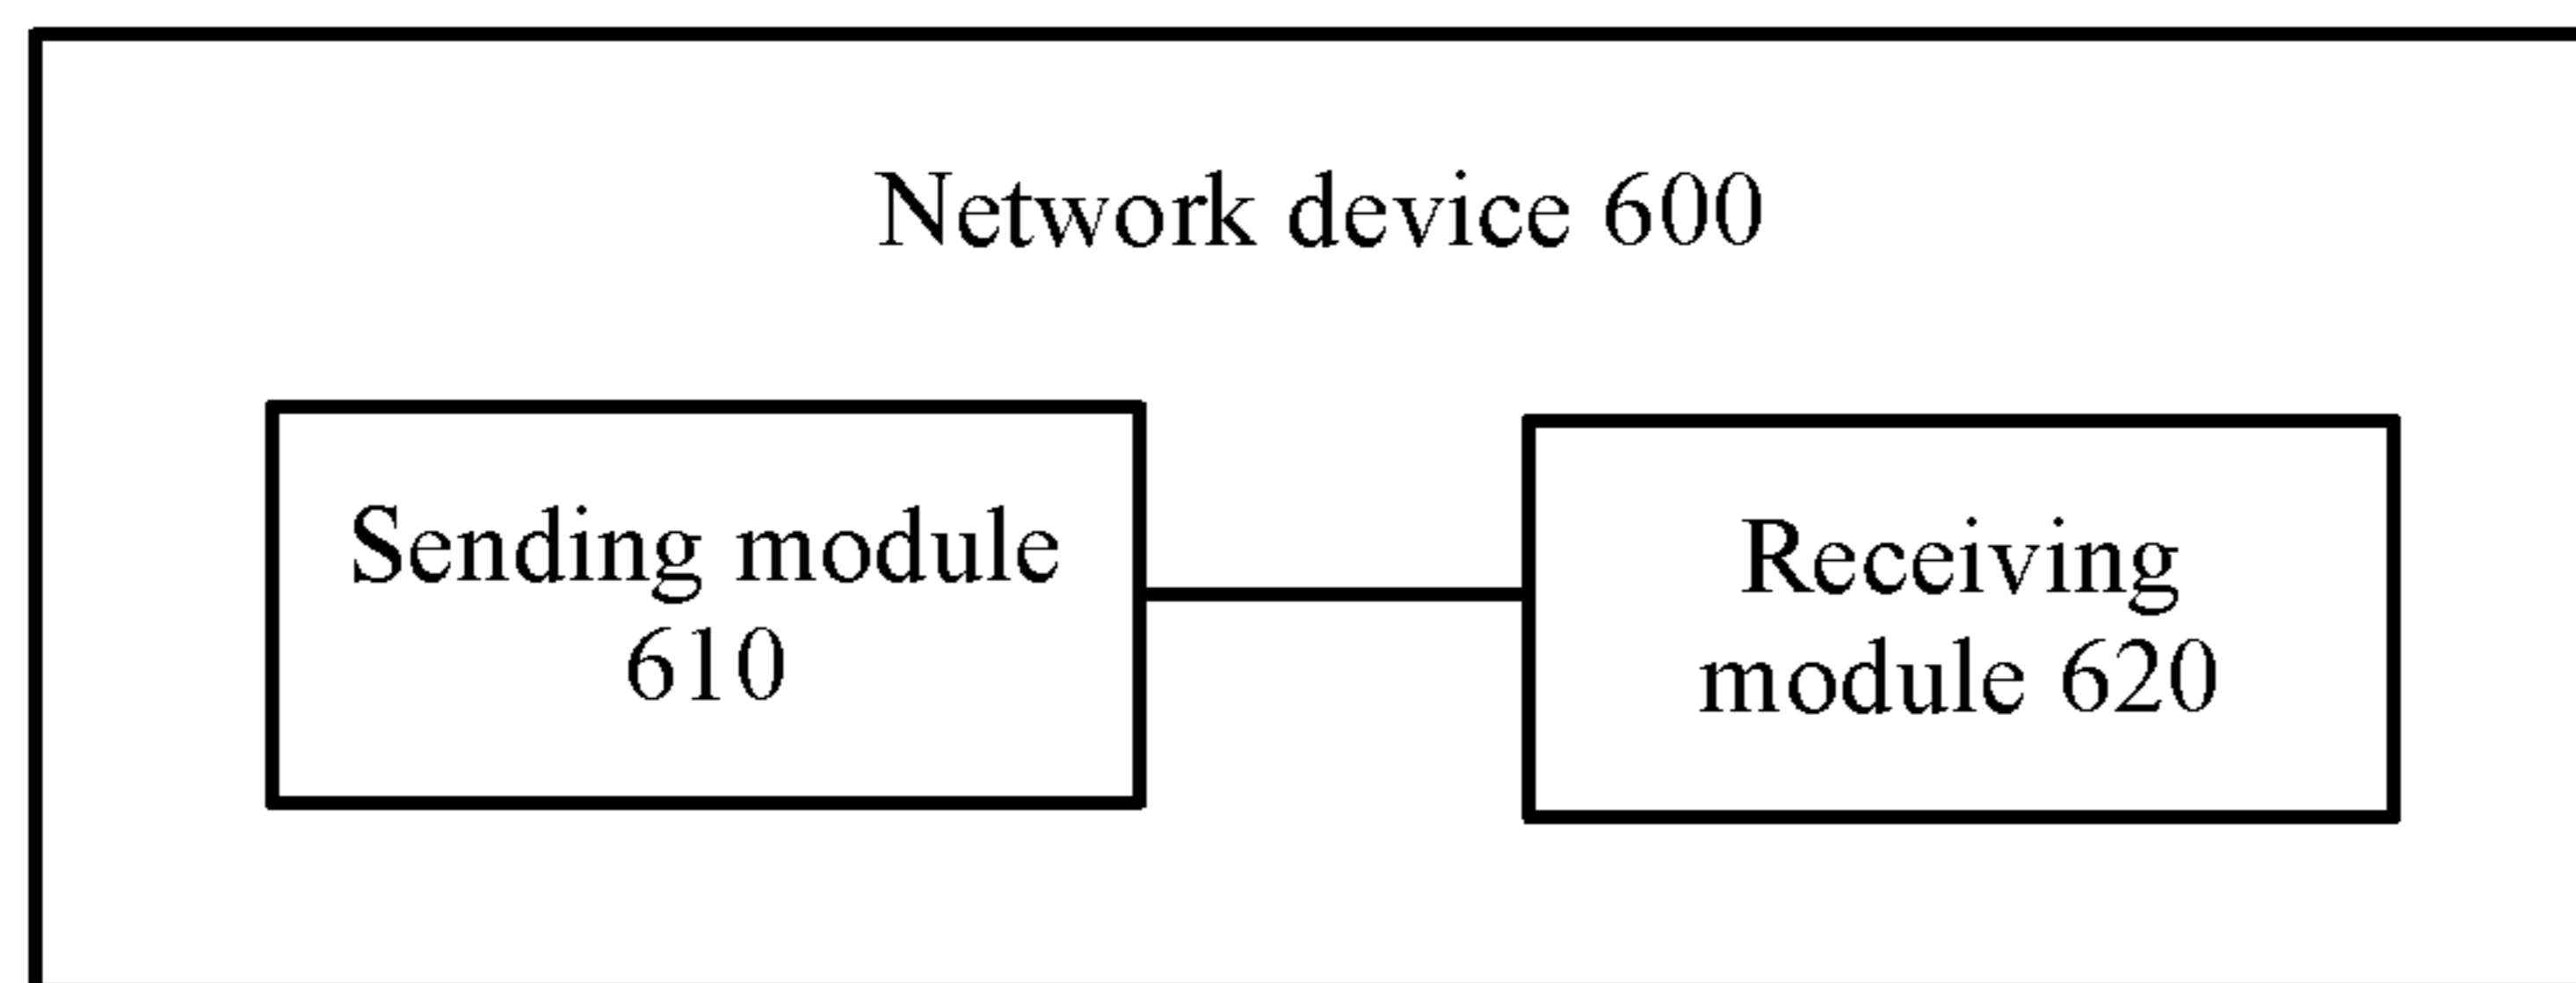 Network device 600
Sending module
610
Receiving
module 620